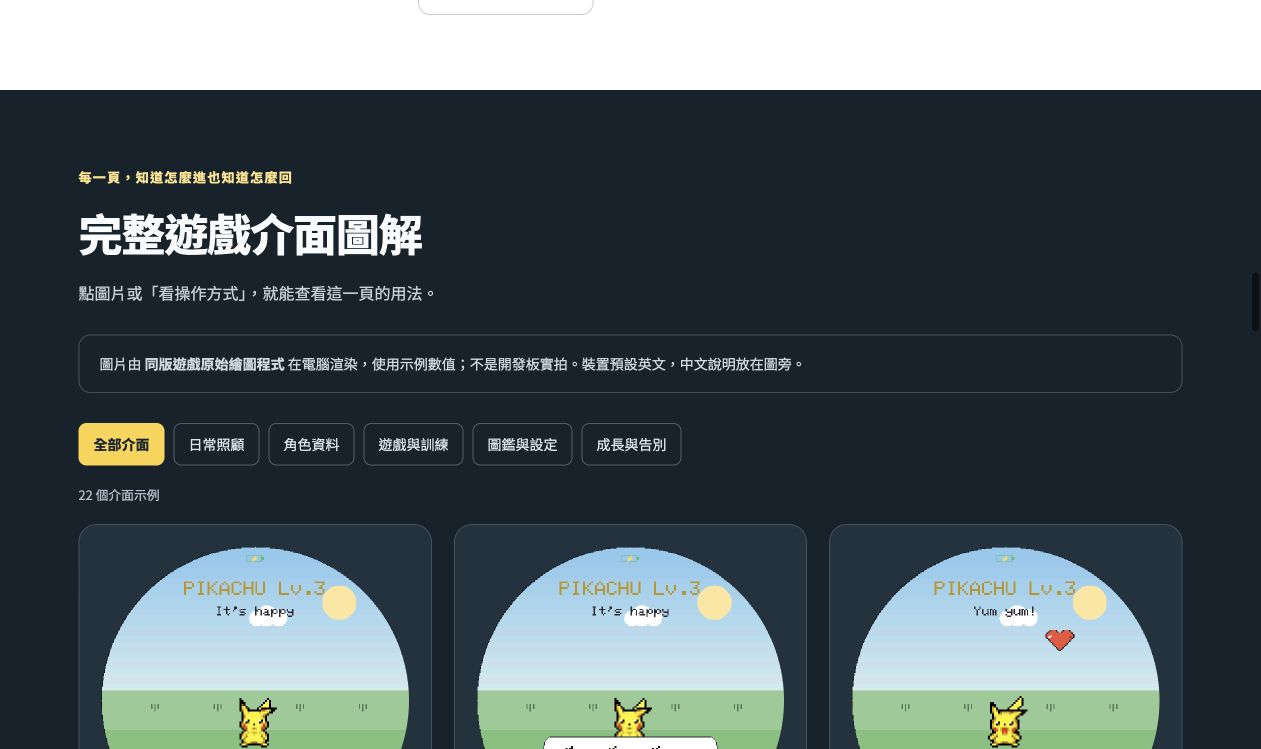 每一頁，知道怎麼進也知道怎麼回
完整遊戲介面圖解
點圖片或「看操作方式」，就能查看這一頁的用法。
圖片由 同版遊戲原始繪圖程式 在電腦渲染，使用示例數值；不是開發板實拍。裝置預設英文，中文說明放在圖旁。
全部介面
日常照顧
角色資料
遊戲與訓練
圖鑑與設定
成長與告別
22 個介面示例
PIKACHU Lv.3
It's happy
PIKACHU Lv.3
It's happy
PIKACHU Lv.3
Yum yum!